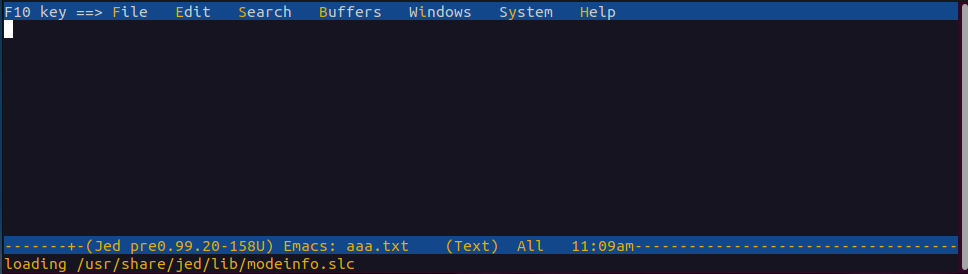 F10 key ==> File   Edit   Search   Buffers   Windows   System   Help
-------+-(Jed pre0.99.20-158U) Emacs: aaa.txt    (Text)  All   11:09am------------------------------------
loading /usr/share/jed/lib/modeinfo.slc